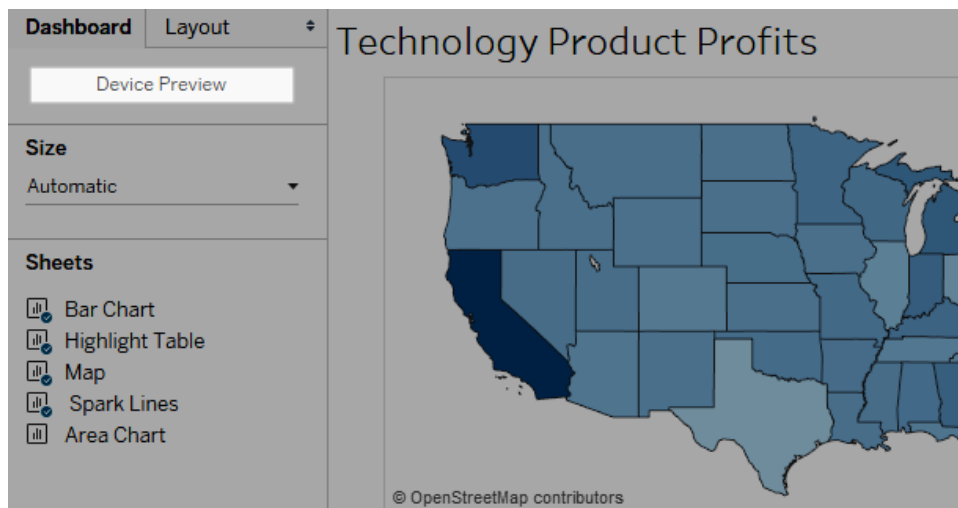 Dashboard
Layout
Technology Product Profits
Device Preview
Size
Automatic
Sheets
Bar Chart
Highlight Table
Map
Spark Lines
Area Chart
© OpenStreetMap contributors